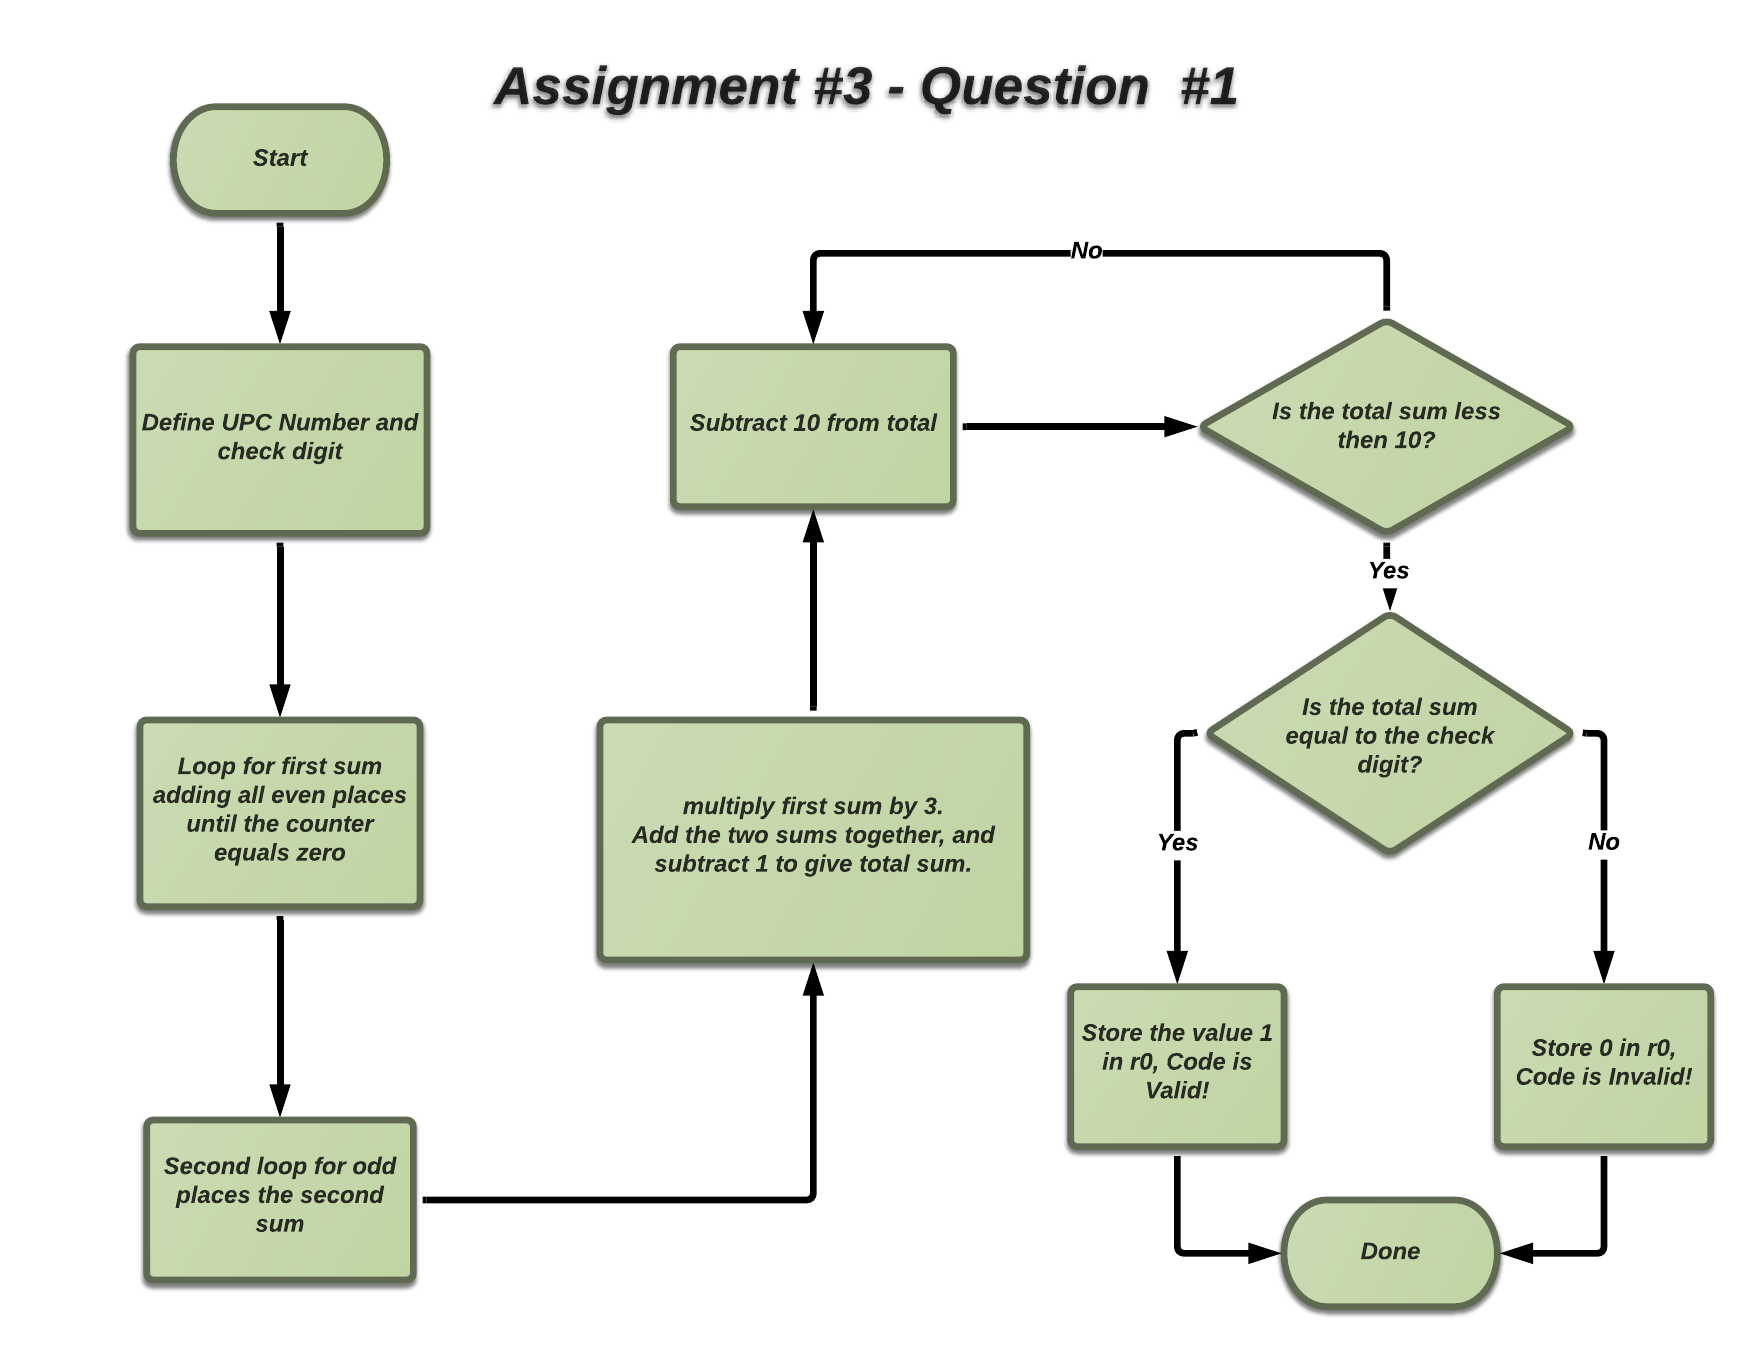 Assignment #3 - Question #1
Start
Define UPC Number and
check digit
Loop for first sum
adding all even places
until the counter
equals zero
Second loop for odd
places the second
sum
multiply first sum by 3.
Add the two sums together, and
subtract 1 to give total sum.
Subtract 10 from total
No
Is the total sum less
then 10?
Yes
Is the total sum
equal to the check
digit?
Yes
No
Store the value 1
in r0, Code is
Valid!
Store 0 in r0,
Code is Invalid!
Done